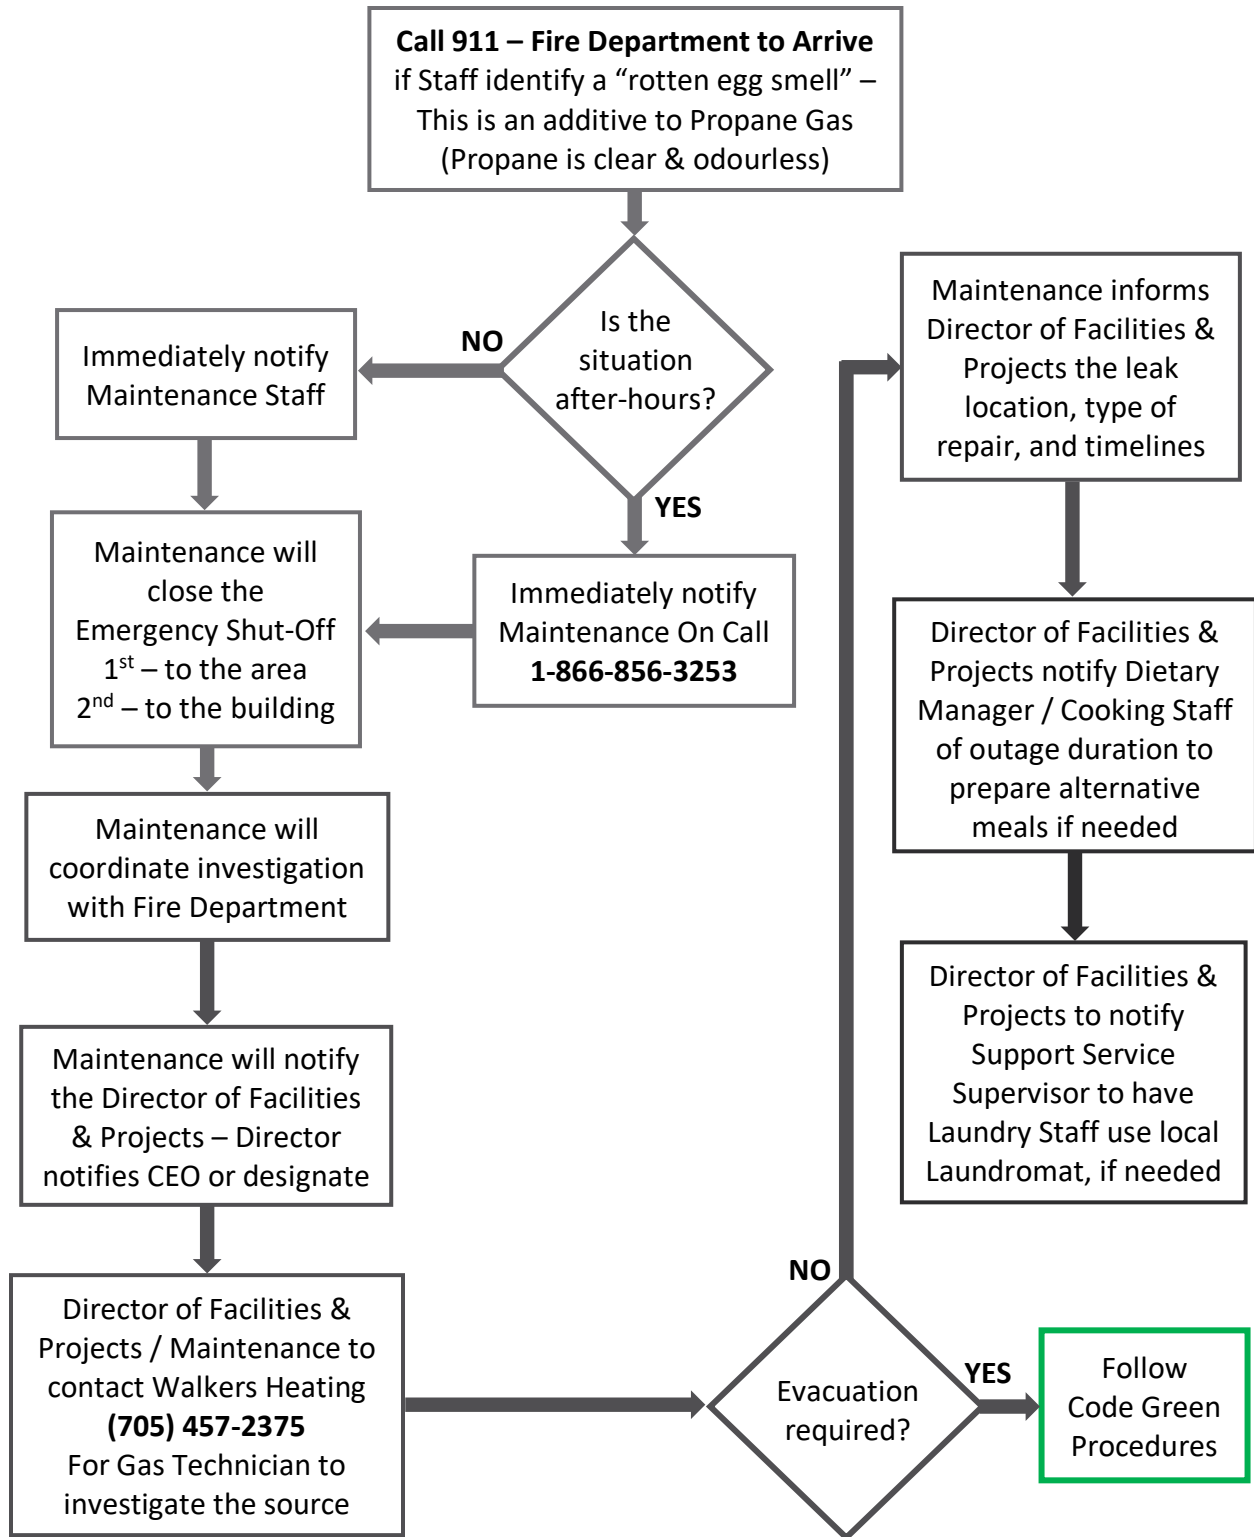 Call 911 – Fire Department to Arrive
if Staff identify a “rotten egg smell” –
This is an additive to Propane Gas
(Propane is clear & odourless)
Is the
situation
after-hours?
NO
YES
Immediately notify
Maintenance Staff
Immediately notify
Maintenance On Call
1-866-856-3253
Maintenance will
close the
Emergency Shut-Off
1st – to the area
2nd – to the building
Maintenance will
coordinate investigation
with Fire Department
Maintenance will notify
the Director of Facilities
& Projects – Director
notifies CEO or designate
Director of Facilities &
Projects / Maintenance to
contact Walkers Heating
(705) 457-2375
For Gas Technician to
investigate the source
Evacuation
required?
YES
Follow
Code Green
Procedures
NO
Maintenance informs
Director of Facilities &
Projects the leak
location, type of
repair, and timelines
Director of Facilities &
Projects notify Dietary
Manager / Cooking Staff
of outage duration to
prepare alternative
meals if needed
Director of Facilities &
Projects to notify
Support Service
Supervisor to have
Laundry Staff use local
Laundromat, if needed